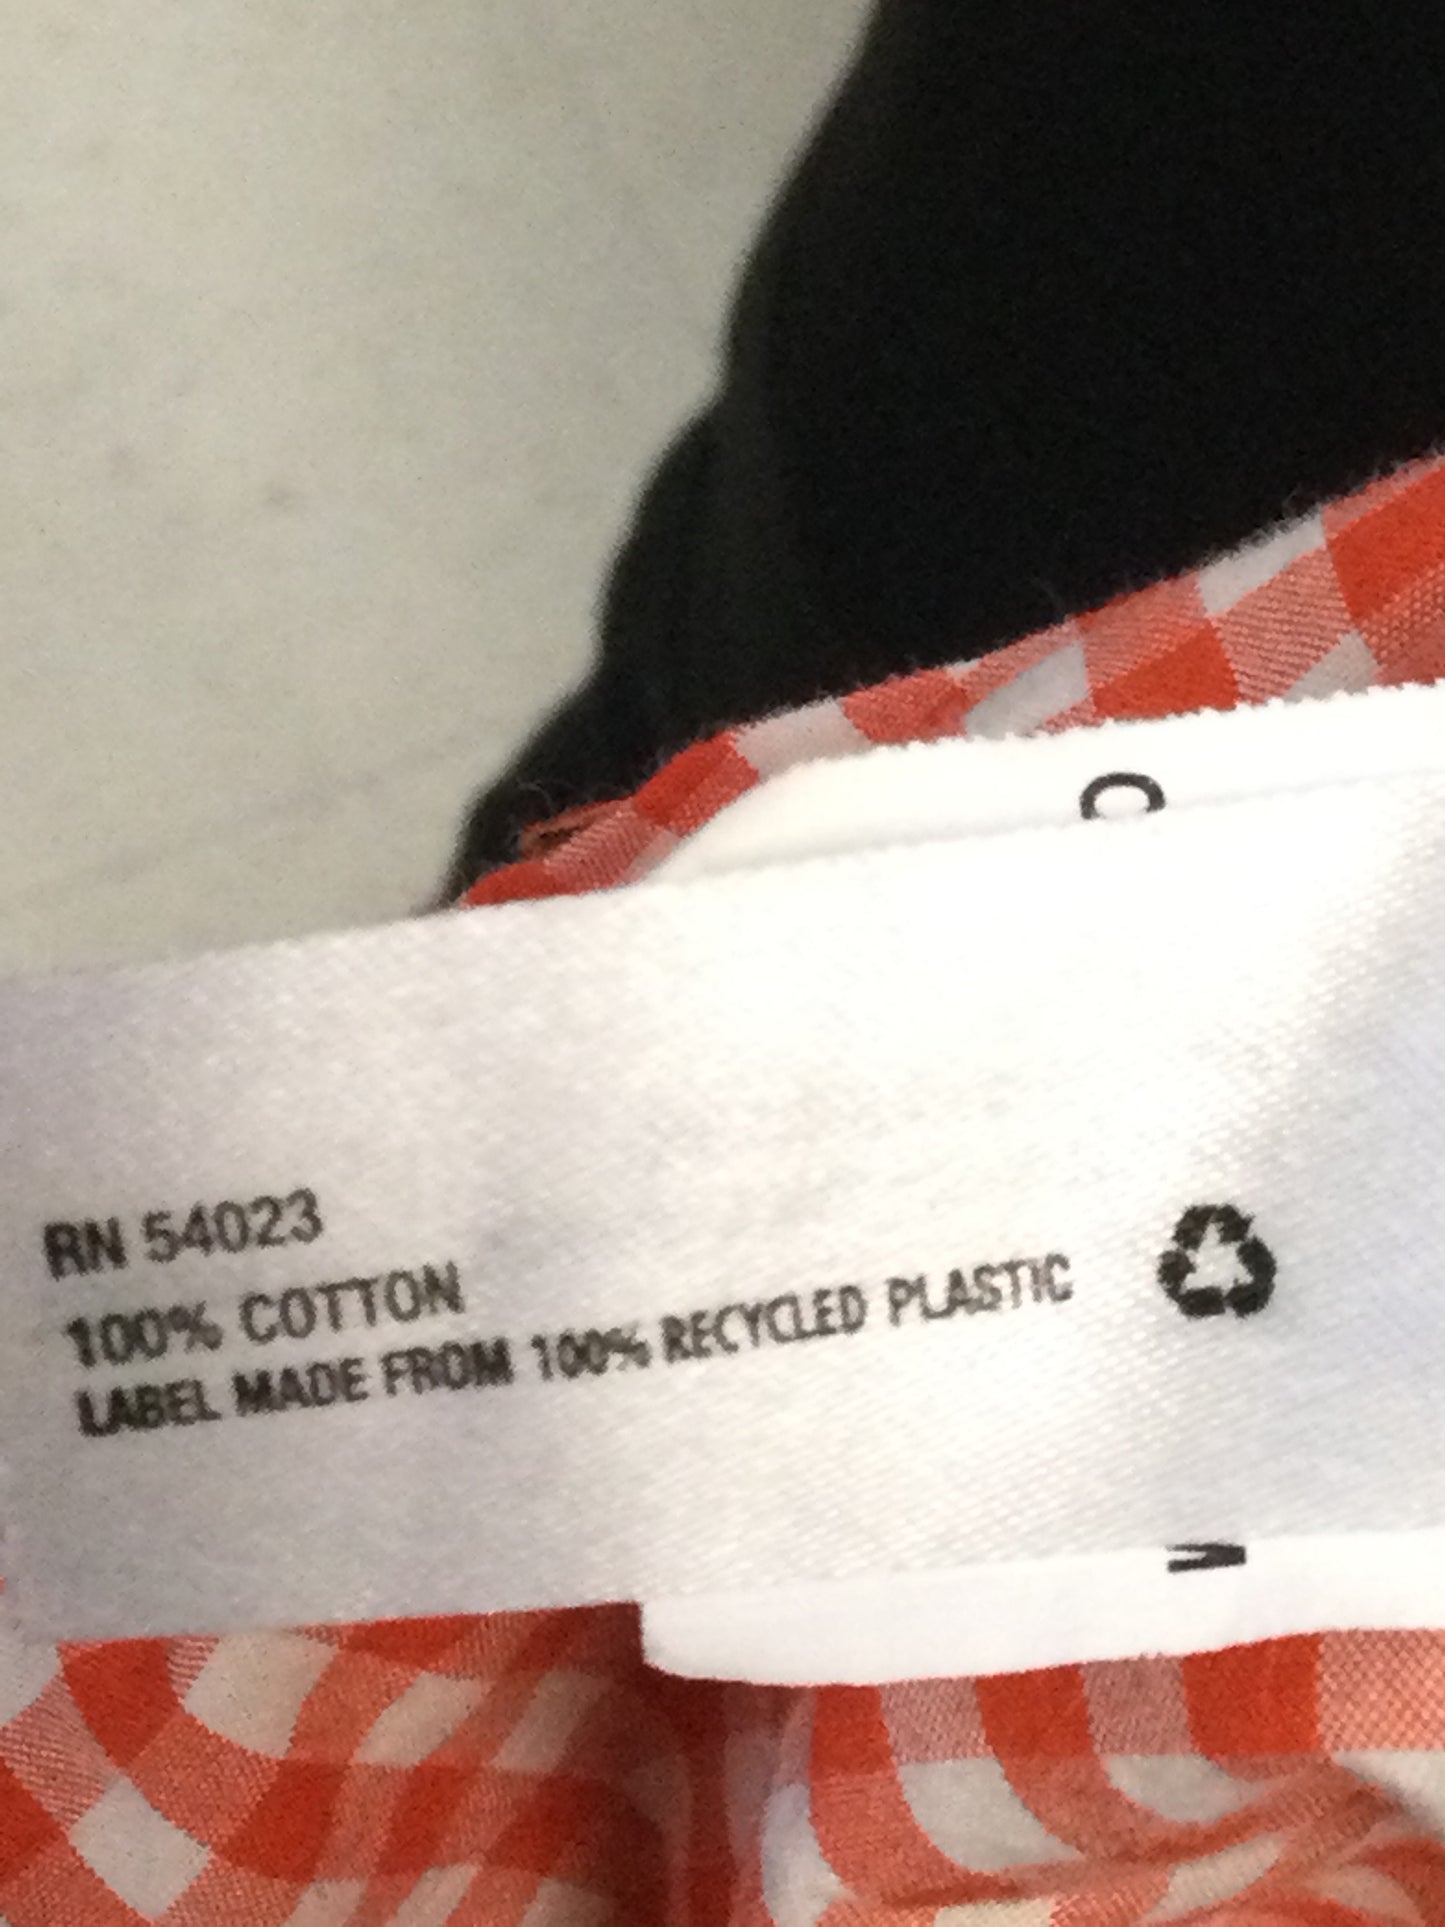 RN 54023
100% COTTON
LABEL MADE FROM 100% RECYCLED PLASTIC